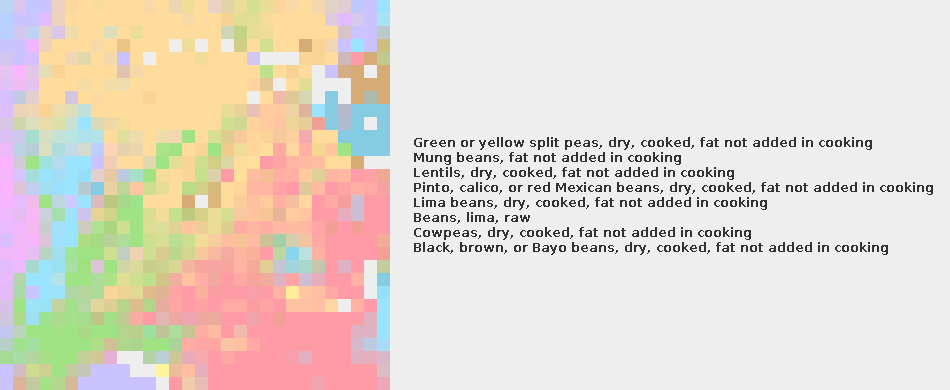 Green or yellow split peas, dry, cooked, fat not added in cooking
Mung beans, fat not added in cooking
Lentils, dry, cooked, fat not added in cooking
Pinto, calico, or red Mexican beans, dry, cooked, fat not added in cooking
Lima beans, dry, cooked, fat not added in cooking
Beans, lima, raw
Cowpeas, dry, cooked, fat not added in cooking
Black, brown, or Bayo beans, dry, cooked, fat not added in cooking